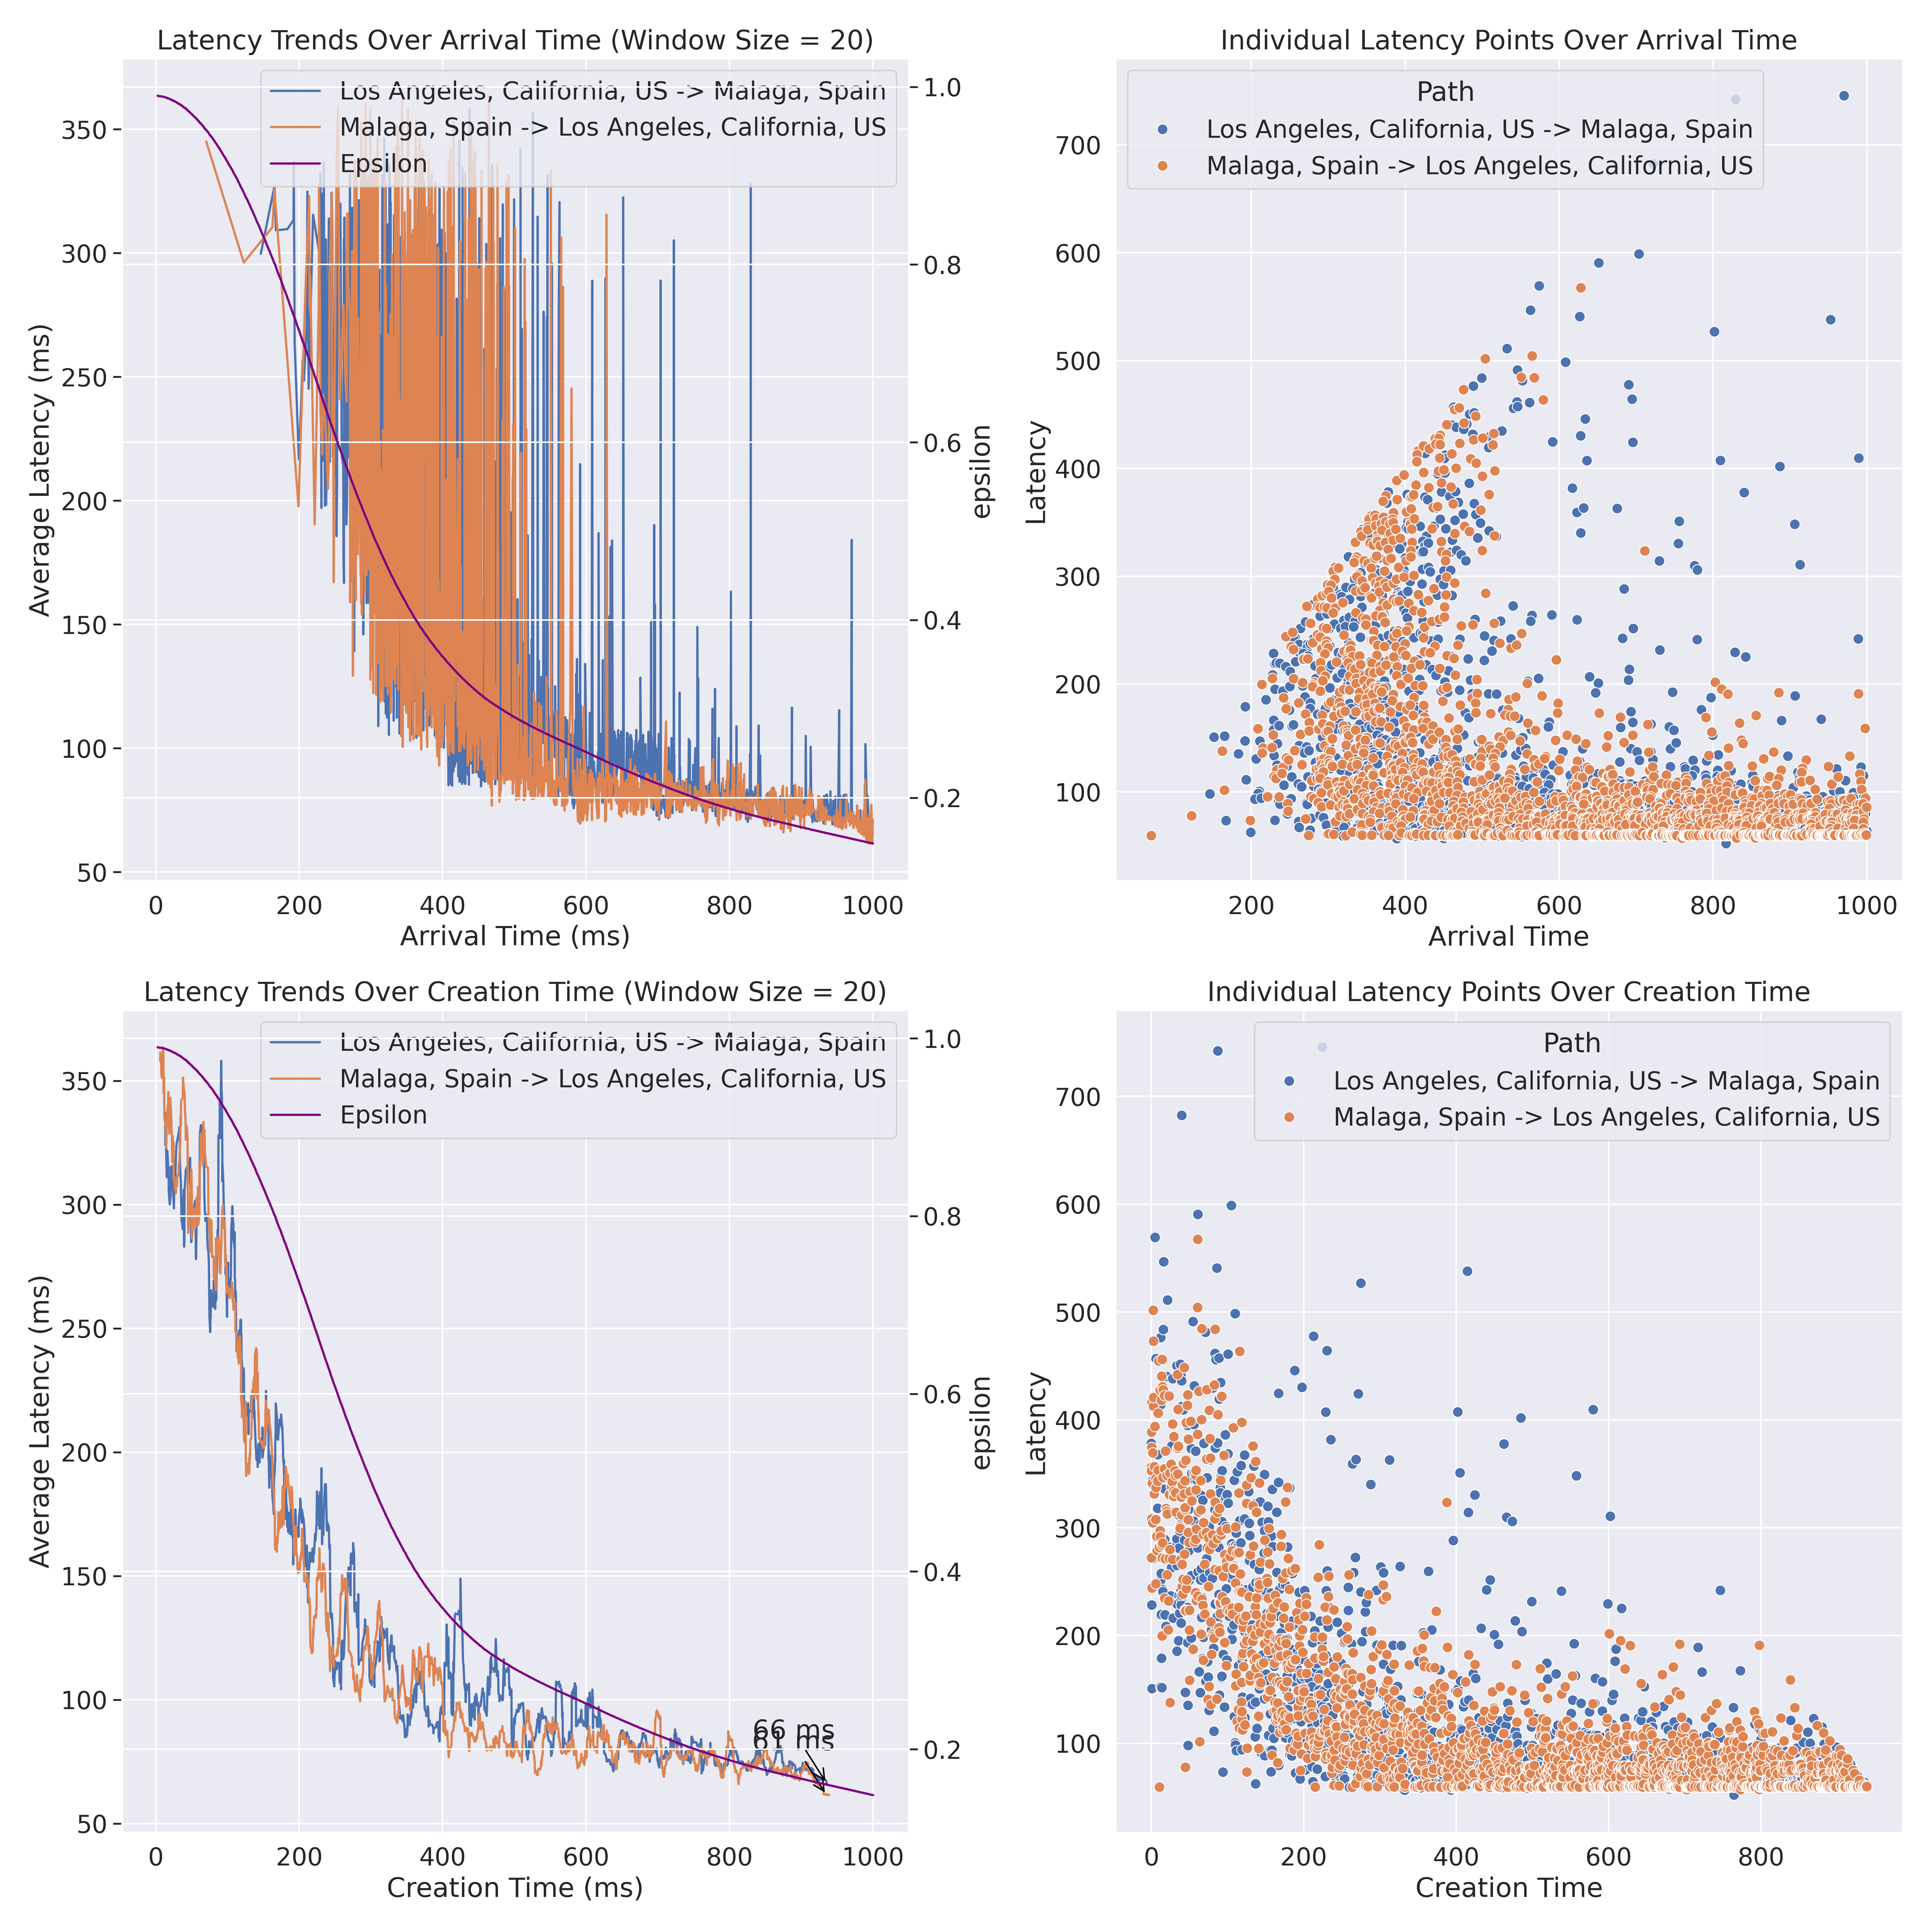 Latency Trends Over Arrival Time (Window Size = 20)
Los Angeles, California, US -> Malaga, Spain
Malaga, Spain -> Los Angeles, California, US
Epsilon
350
300
250
200
150
100
50
Average Latency (ms)
1.0
0.8
0.6
0.4
0.2
epsilon
0 200 400 600 800 1000
Arrival Time (ms)
Individual Latency Points Over Arrival Time
Path
Los Angeles, California, US -> Malaga, Spain
Malaga, Spain -> Los Angeles, California, US
700
600
500
400
300
200
100
Latency
200 400 600 800 1000
Arrival Time
Latency Trends Over Creation Time (Window Size = 20)
Los Angeles, California, US -> Malaga, Spain
Malaga, Spain -> Los Angeles, California, US
Epsilon
350
300
250
200
150
100
50
Average Latency (ms)
1.0
0.8
0.6
0.4
0.2
epsilon
66 ms
61 ms
0 200 400 600 800 1000
Creation Time (ms)
Individual Latency Points Over Creation Time
Path
Los Angeles, California, US -> Malaga, Spain
Malaga, Spain -> Los Angeles, California, US
700
600
500
400
300
200
100
Latency
0 200 400 600 800
Creation Time